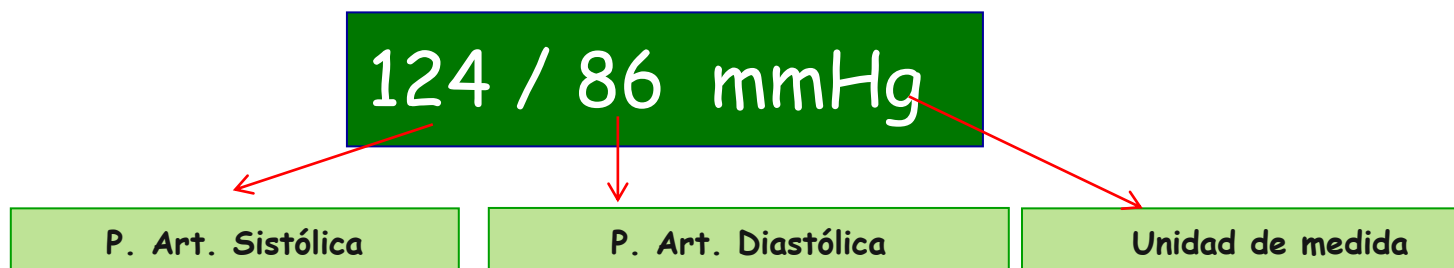 124 / 86 mmHg
P. Art. Sistólica
P. Art. Diastólica
Unidad de medida